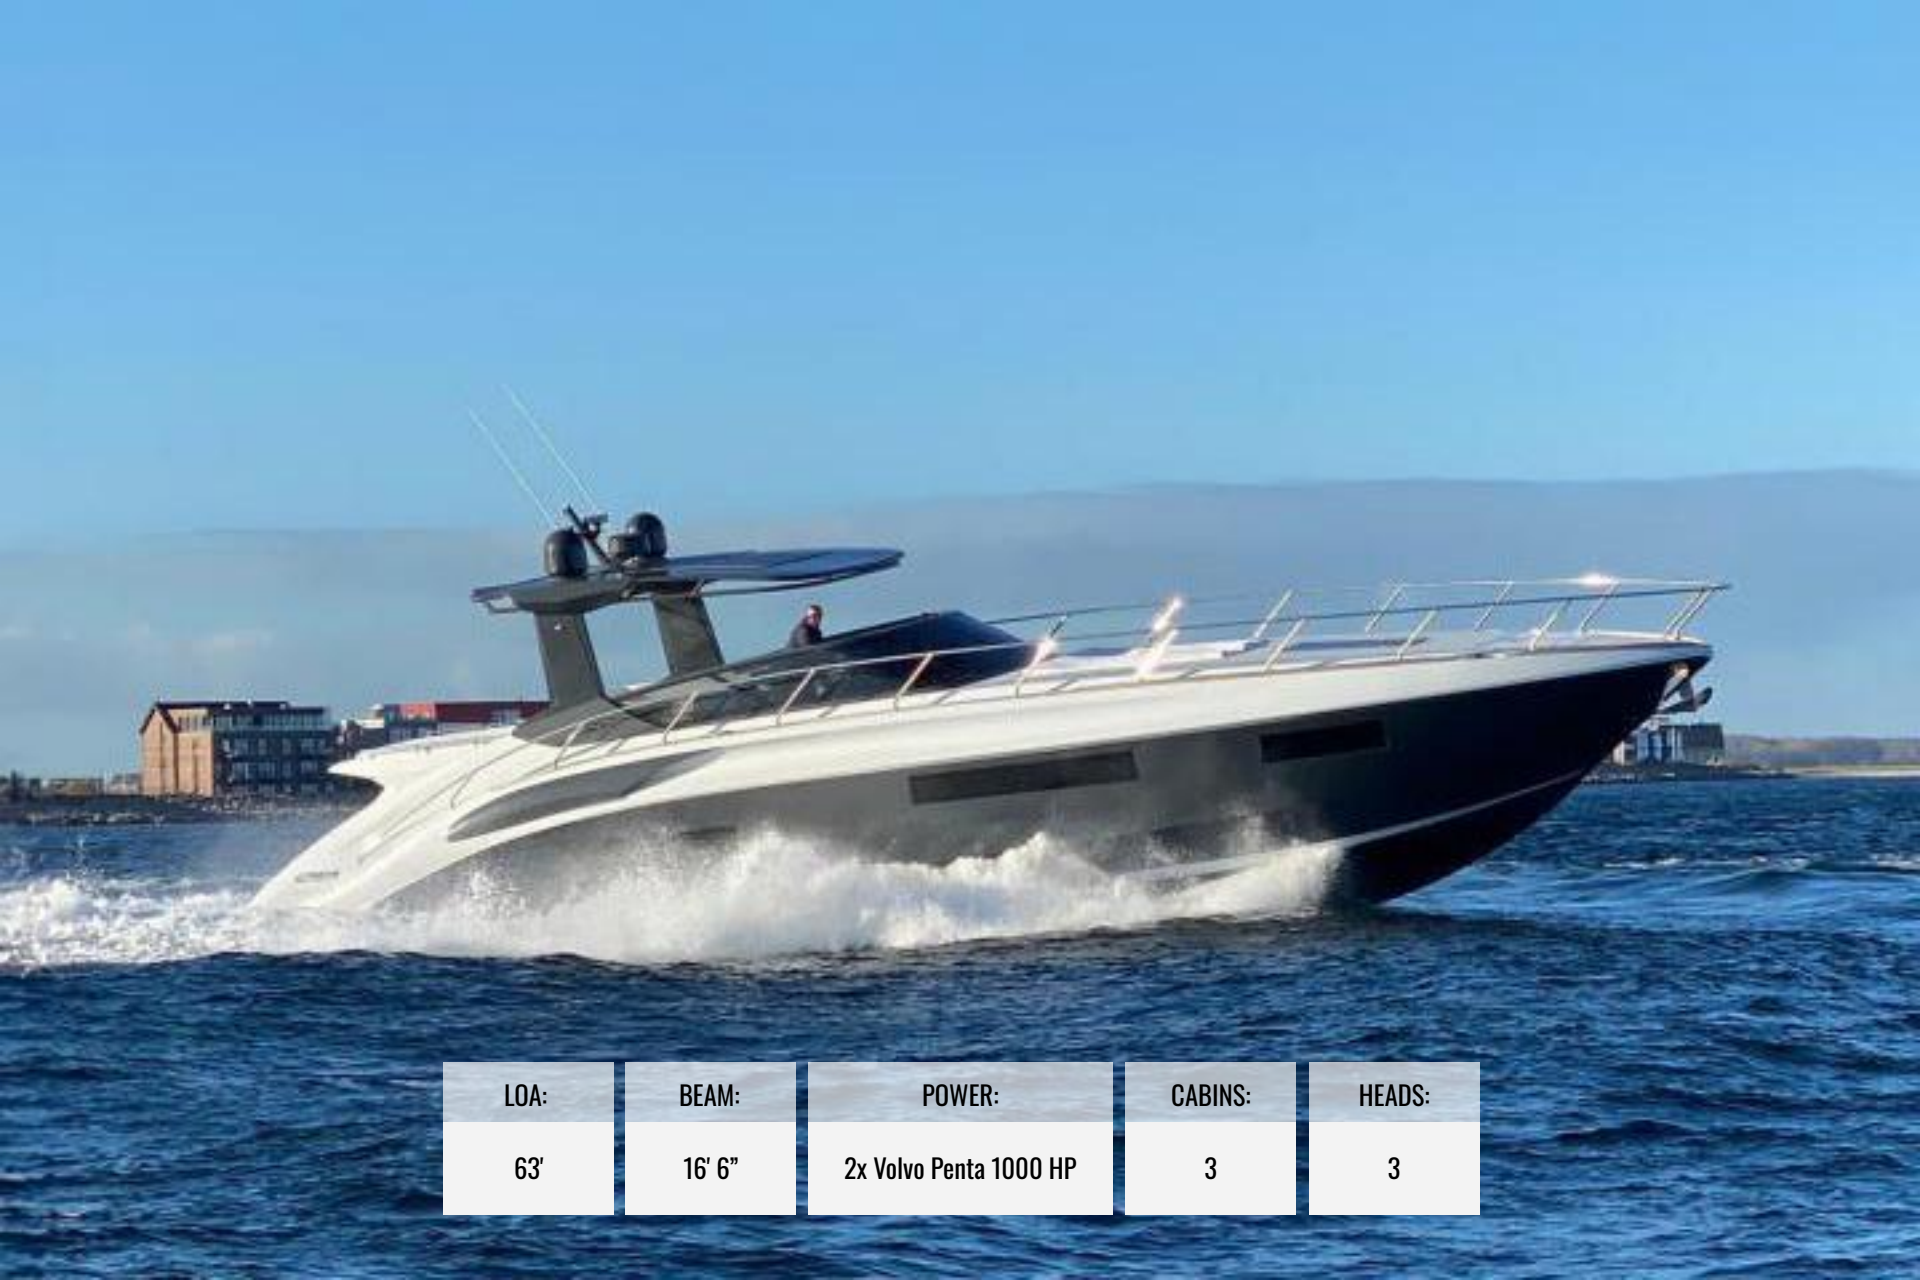 LOA:
BEAM:
POWER:
CABINS:
HEADS:
63'
16' 6”
2x Volvo Penta 1000 HP
3
3